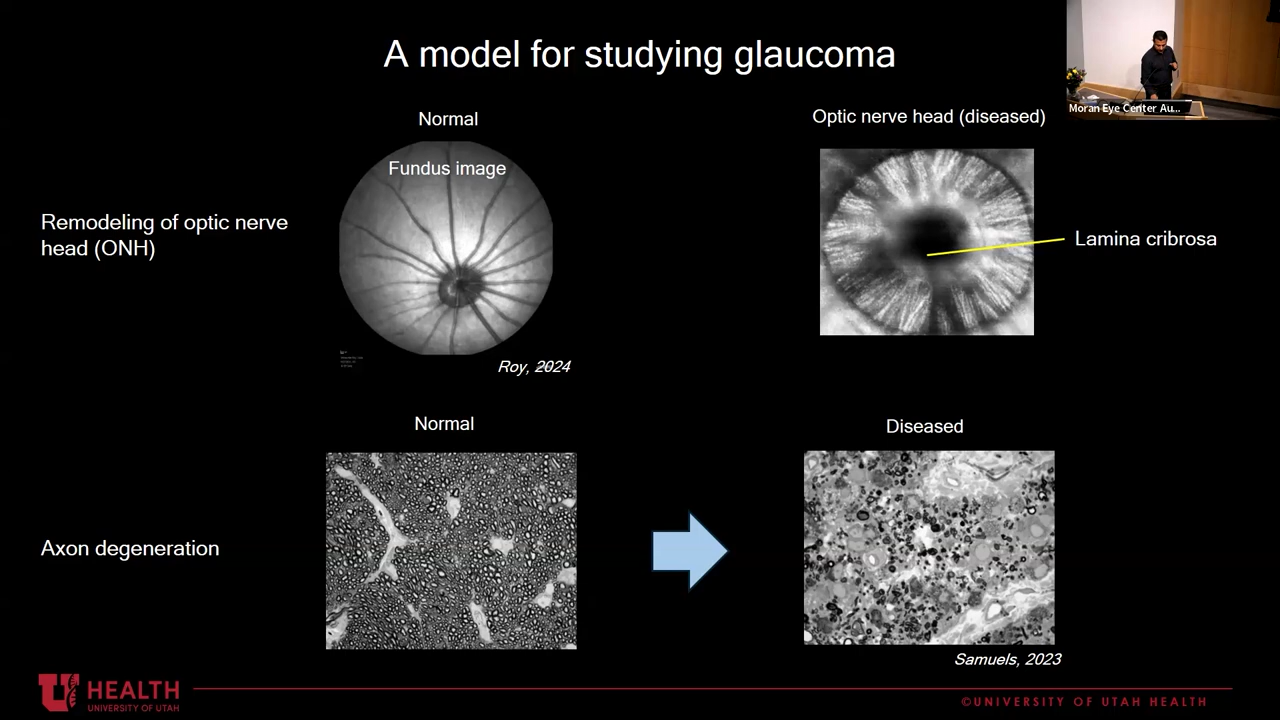 A model for studying glaucoma
Moran Eye Center Au...
Normal
Optic nerve head (diseased)
Fundus image
Remodeling of optic nerve
head (ONH)
Lamina cribrosa
Roy, 2024
Normal
Diseased
Axon degeneration
Samuels, 2023
U HEALTH
UNIVERSITY OF UTAH
©UNIVERSITY OF UTAH HEALTH